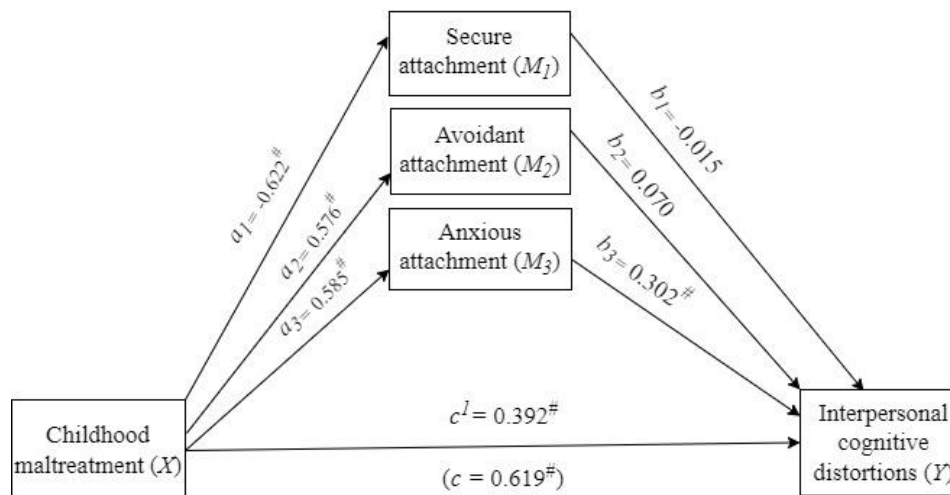 Secure
attachment (M1)
a1= -0.622#
b1= -0.015
Avoidant
attachment (M2)
a2= 0.576#
b2= 0.070
Anxious
attachment (M3)
a3= 0.585#
b3= 0.302#
Childhood
maltreatment (X)
c1= 0.392#
(c = 0.619#)
Interpersonal
cognitive
distortions (Y)